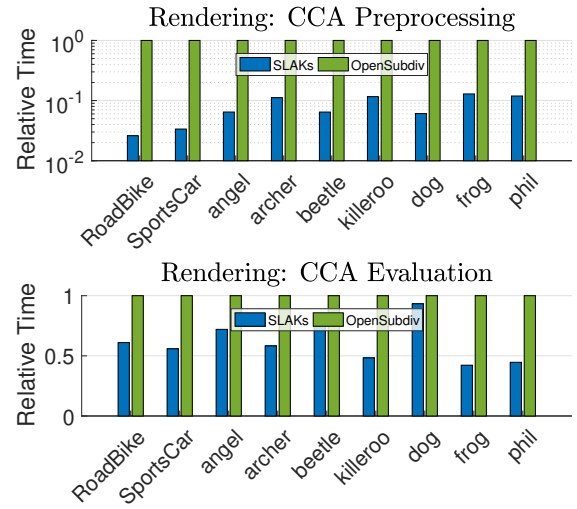 Rendering: CCA Preprocessing
Relative Time
10^0
10^-1
10^-2
SLAKs OpenSubdiv
RoadBike SportsCar angel archer beetle killeroo dog frog phil
Rendering: CCA Evaluation
Relative Time
1
0.5
0
SLAKs OpenSubdiv
RoadBike SportsCar angel archer beetle killeroo dog frog phil